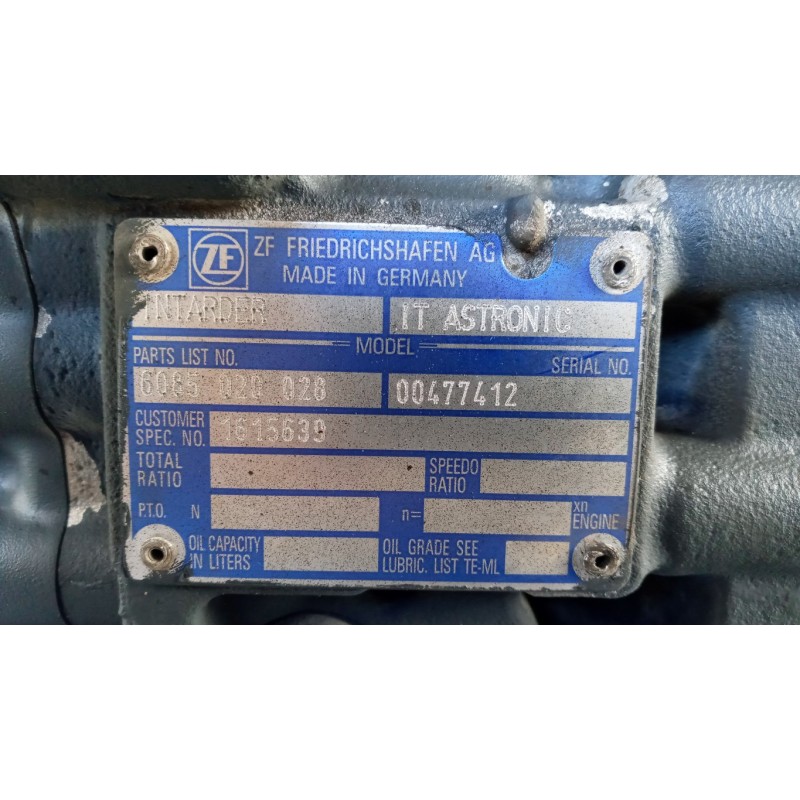 ZF ZF FRIEDRICHSHAFEN AG
MADE IN GERMANY
INTARDER IT ASTRONIC
MODEL
PARTS LIST NO. SERIAL NO.
6085 020 028 00477412
CUSTOMER
SPEC. NO. 1615639
TOTAL
RATIO
SPEEDO
RATIO
P.T.O. N n= xn
ENGINE
OIL CAPACITY
IN LITERS
OIL GRADE SEE
LUBRIC. LIST TE-ML